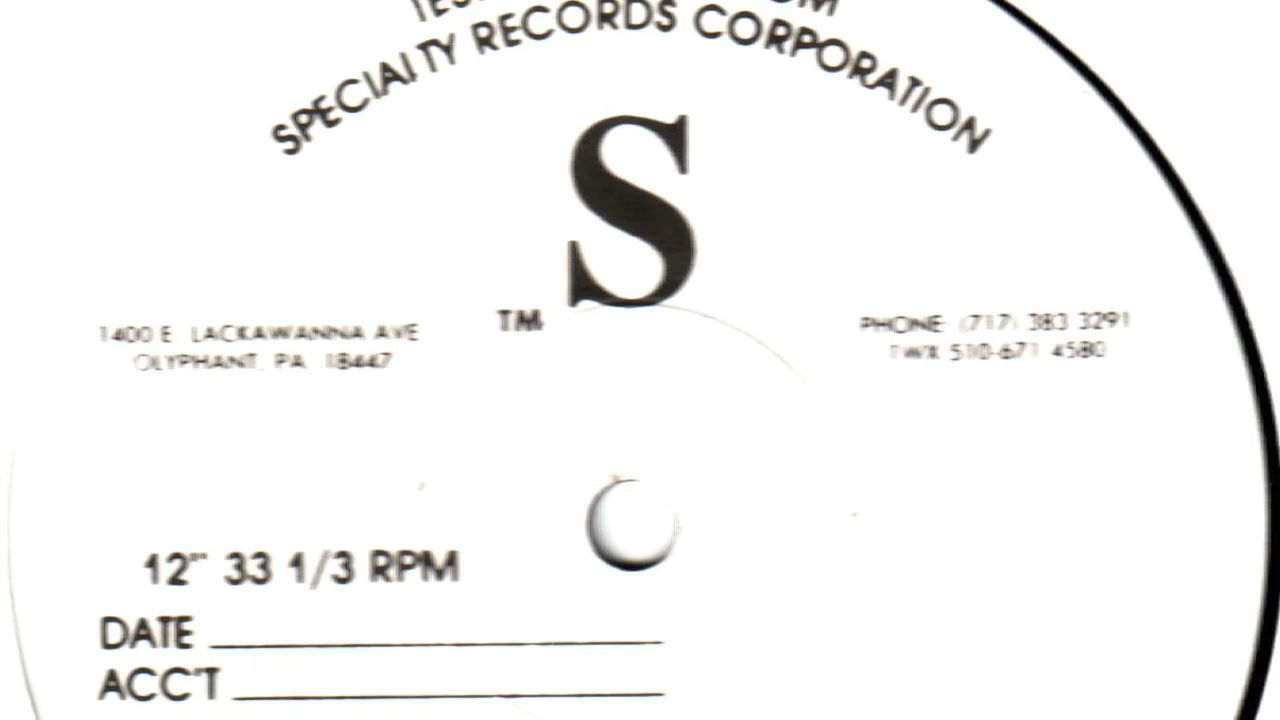 SPECIALTY RECORDS CORPORATION
S
TM
1400 E LACKAWANNA AVE
OLYPHANT, PA 18447
PHONE (717) 383 3291
TWX 510-671 4580
12" 33 1/3 RPM
DATE
ACC'T